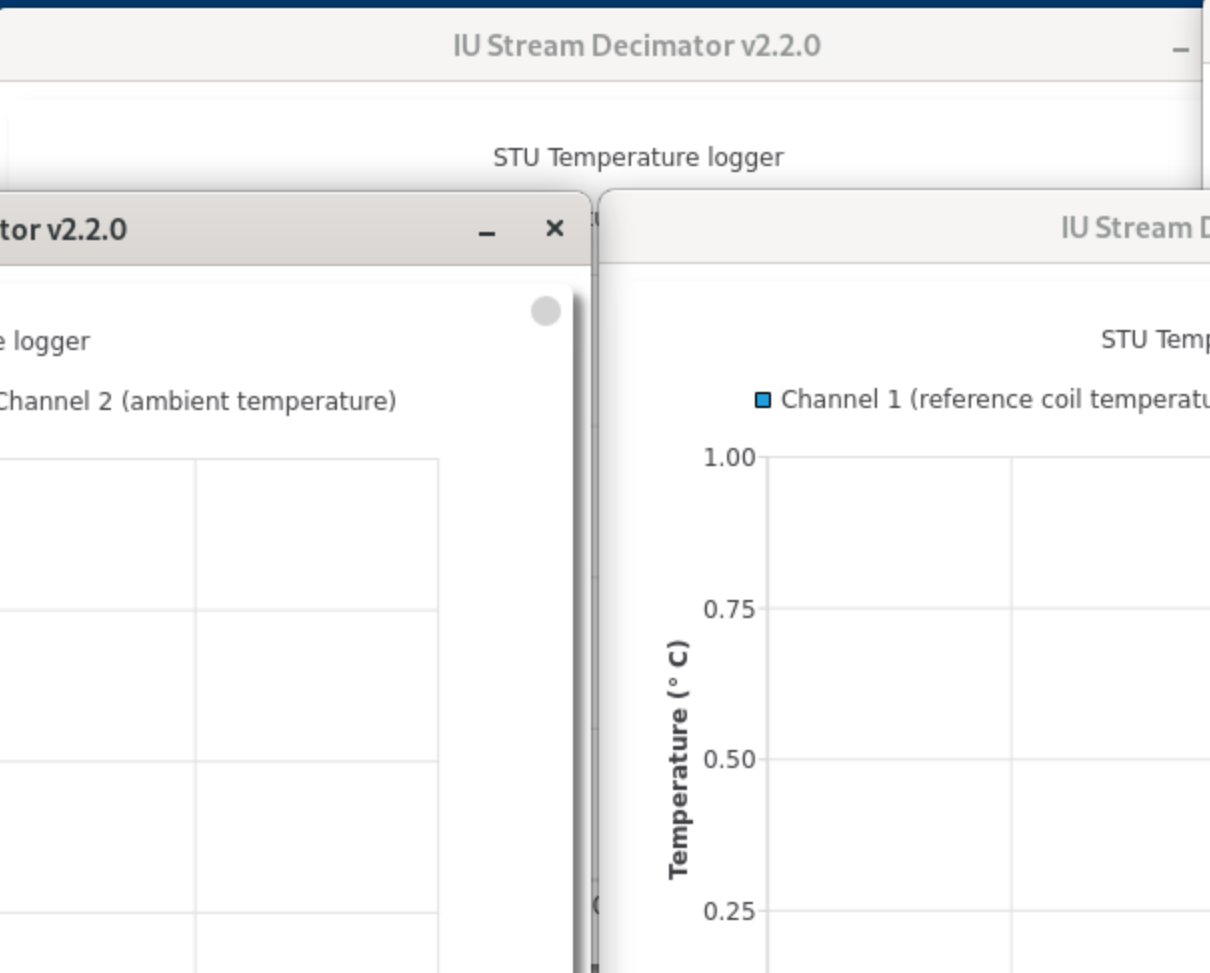 IU Stream Decimator v2.2.0
STU Temperature logger
tor v2.2.0
e logger
Channel 2 (ambient temperature)
IU Stream D
STU Temp
Channel 1 (reference coil temperatu
1.00
0.75
0.50
0.25
Temperature (° C)